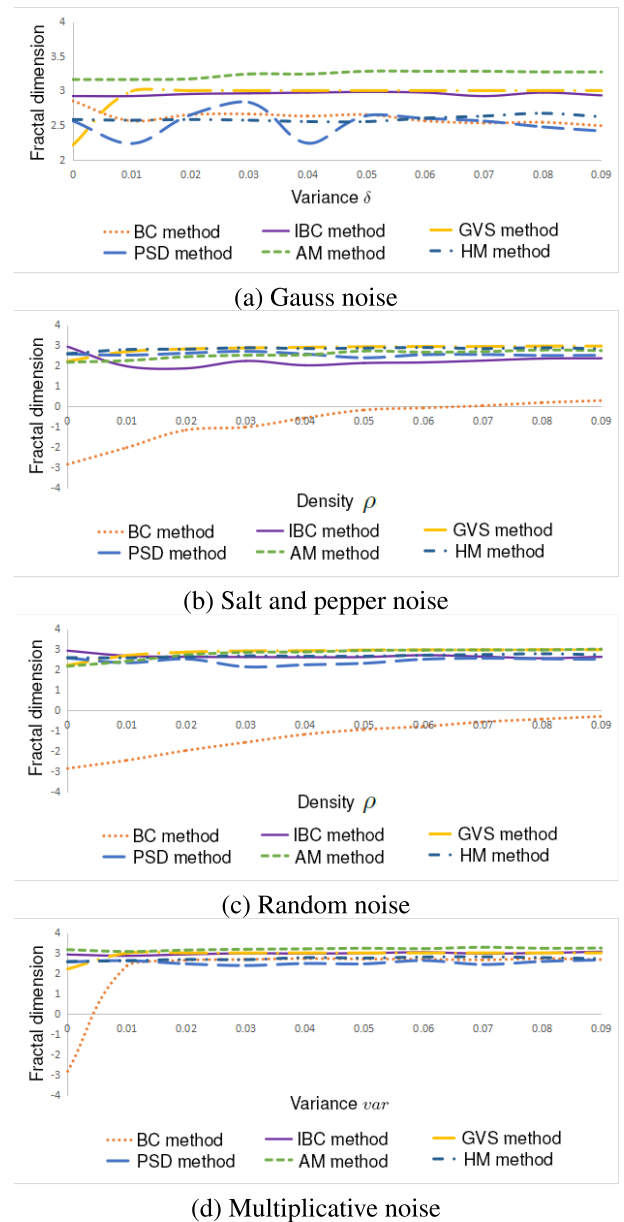 4
3.5
3
2.5
2
Fractal dimension
0 0.01 0.02 0.03 0.04 0.05 0.06 0.07 0.08 0.09
Variance δ
BC method IBC method GVS method
PSD method AM method HM method
(a) Gauss noise
4
3
2
1
0
-1
-2
-3
-4
Fractal dimension
0 0.01 0.02 0.03 0.04 0.05 0.06 0.07 0.08 0.09
Density ρ
BC method IBC method GVS method
PSD method AM method HM method
(b) Salt and pepper noise
4
3
2
1
0
-1
-2
-3
-4
Fractal dimension
0 0.01 0.02 0.03 0.04 0.05 0.06 0.07 0.08 0.09
Density ρ
BC method IBC method GVS method
PSD method AM method HM method
(c) Random noise
4
3
2
1
0
-1
-2
-3
-4
Fractal dimension
0 0.01 0.02 0.03 0.04 0.05 0.06 0.07 0.08 0.09
Variance var
BC method IBC method GVS method
PSD method AM method HM method
(d) Multiplicative noise